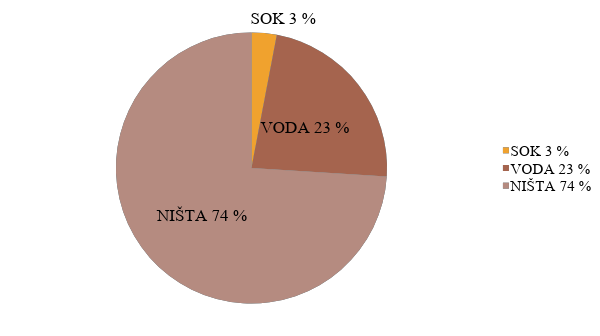 SOK 3 %
VODA 23 %
NIŠTA 74 %
SOK 3 %
VODA 23 %
NIŠTA 74 %